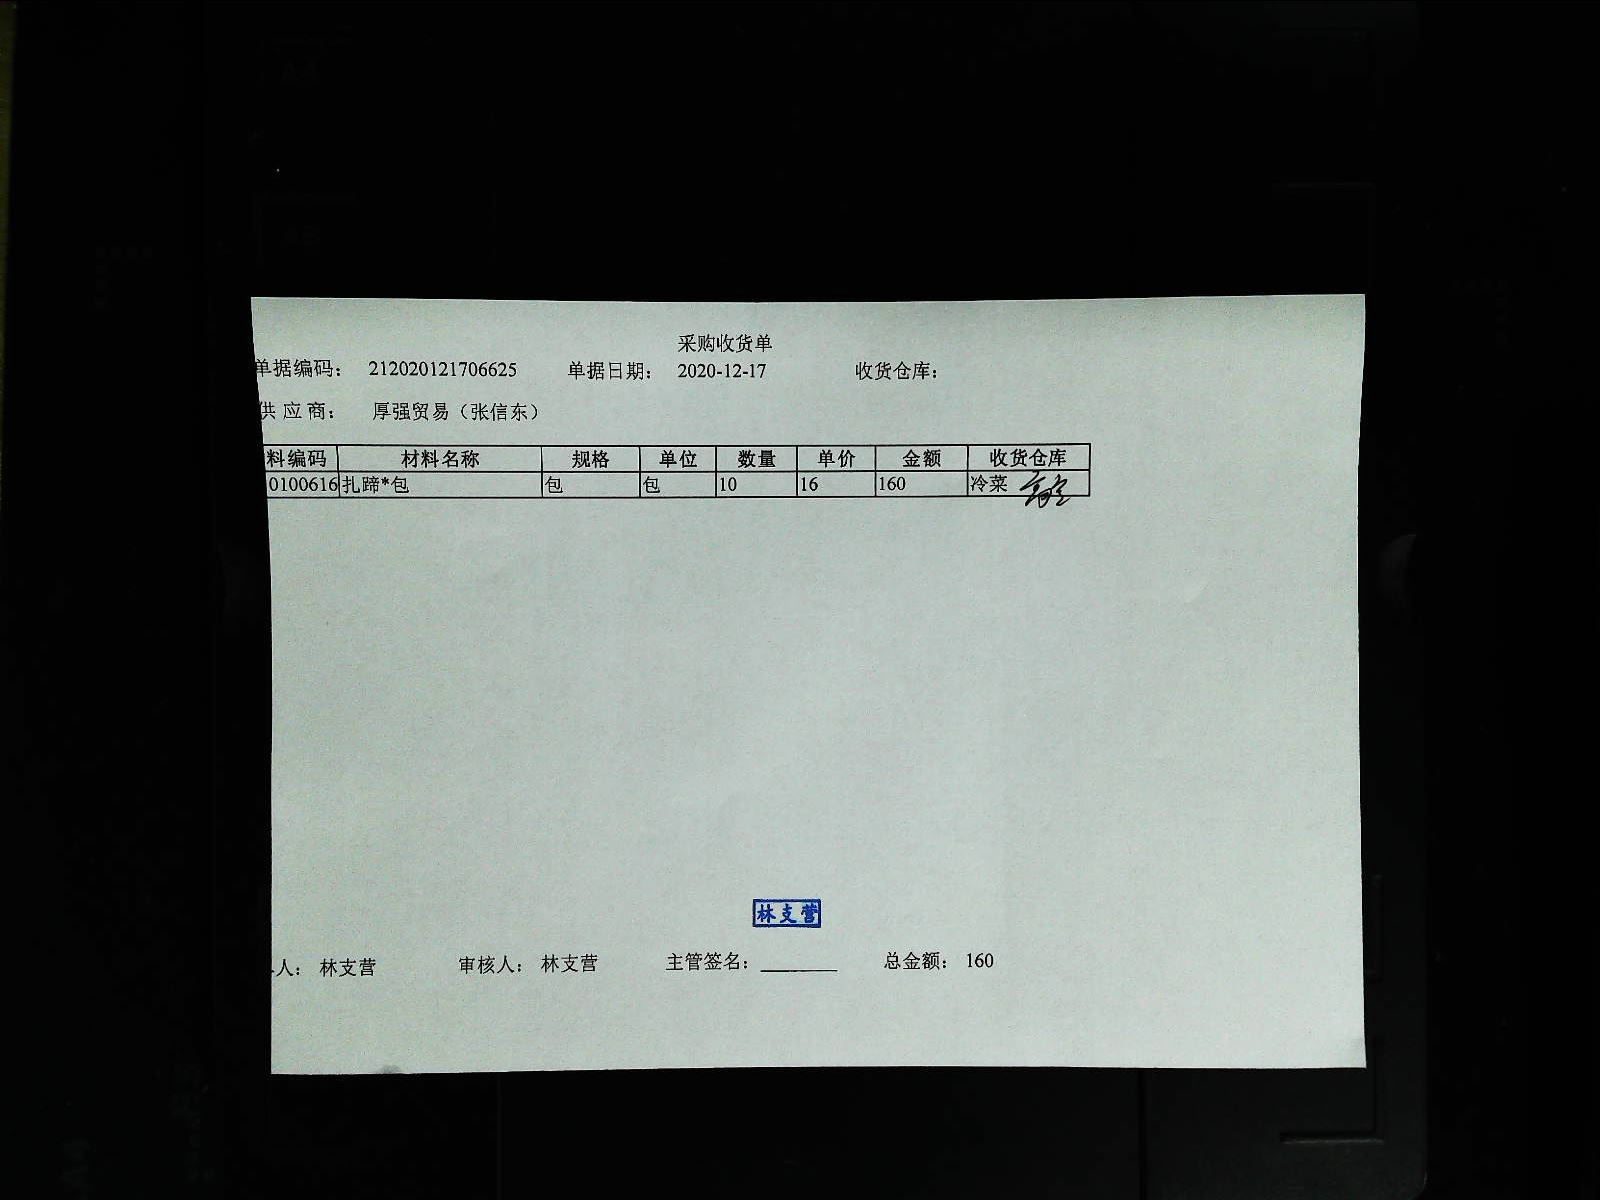 采购收货单
单据编码： 212020121706625 单据日期： 2020-12-17 收货仓库：
供 应 商： 厚强贸易（张信东）
料编码 材料名称 规格 单位 数量 单价 金额 收货仓库
0100616 扎蹄*包 包 包 10 16 160 冷菜
林支营
人： 林支营 审核人： 林支营 主管签名： 总金额： 160